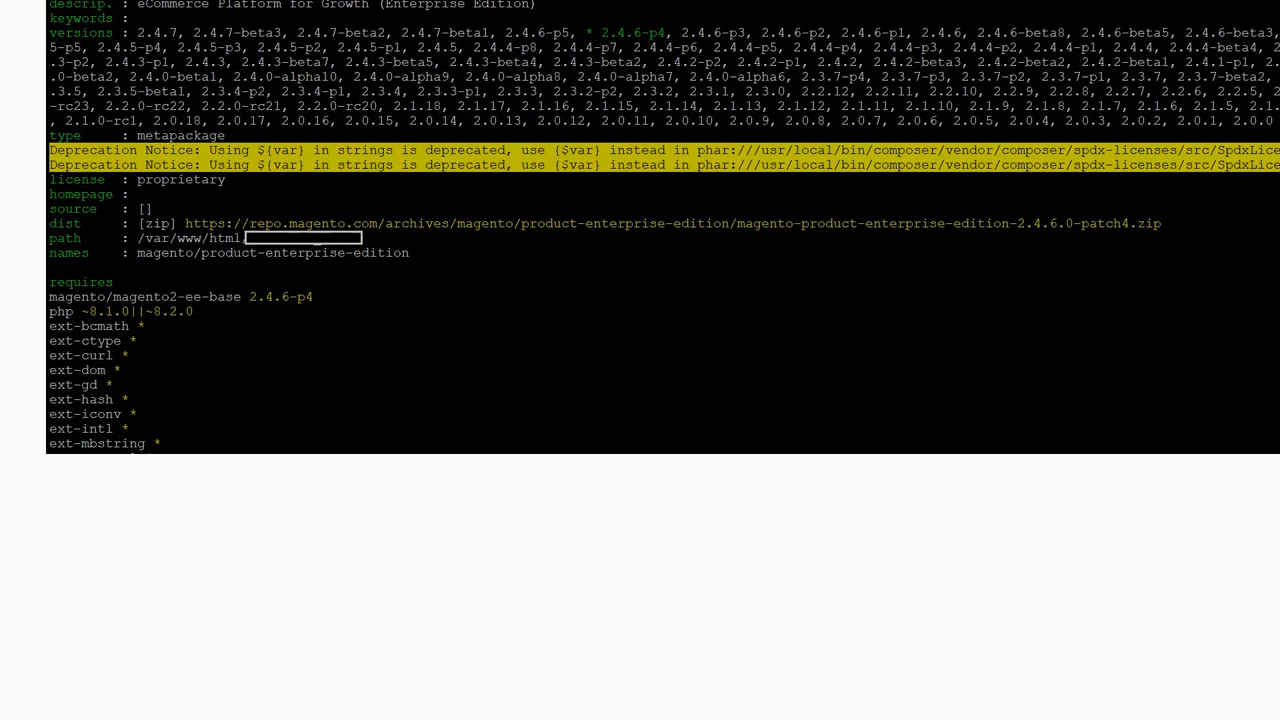 descrip. : eCommerce Platform for Growth (Enterprise Edition)
keywords :
versions : 2.4.7, 2.4.7-beta3, 2.4.7-beta2, 2.4.7-beta1, 2.4.6-p5, * 2.4.6-p4, 2.4.6-p3, 2.4.6-p2, 2.4.6-p1, 2.4.6, 2.4.6-beta8, 2.4.6-beta5, 2.4.6-beta3,
5-p5, 2.4.5-p4, 2.4.5-p3, 2.4.5-p2, 2.4.5-p1, 2.4.5, 2.4.4-p8, 2.4.4-p7, 2.4.4-p6, 2.4.4-p5, 2.4.4-p4, 2.4.4-p3, 2.4.4-p2, 2.4.4-p1, 2.4.4, 2.4.4-beta4,
.3-p2, 2.4.3-p1, 2.4.3, 2.4.3-beta7, 2.4.3-beta5, 2.4.3-beta4, 2.4.3-beta2, 2.4.2-p2, 2.4.2-p1, 2.4.2, 2.4.2-beta3, 2.4.2-beta2, 2.4.2-beta1, 2.4.1-p1, 2
.0-beta2, 2.4.0-beta1, 2.4.0-alpha10, 2.4.0-alpha9, 2.4.0-alpha8, 2.4.0-alpha7, 2.4.0-alpha6, 2.3.7-p4, 2.3.7-p3, 2.3.7-p2, 2.3.7-p1, 2.3.7, 2.3.7-beta2,
.3.5, 2.3.5-beta1, 2.3.4-p2, 2.3.4-p1, 2.3.4, 2.3.3-p1, 2.3.3, 2.3.2-p2, 2.3.2, 2.3.1, 2.3.0, 2.2.12, 2.2.11, 2.2.10, 2.2.9, 2.2.8, 2.2.7, 2.2.6, 2.2.5, 2
-rc23, 2.2.0-rc22, 2.2.0-rc21, 2.2.0-rc20, 2.1.18, 2.1.17, 2.1.16, 2.1.15, 2.1.14, 2.1.13, 2.1.12, 2.1.11, 2.1.10, 2.1.9, 2.1.8, 2.1.7, 2.1.6, 2.1.5, 2.1
, 2.1.0-rc1, 2.0.18, 2.0.17, 2.0.16, 2.0.15, 2.0.14, 2.0.13, 2.0.12, 2.0.11, 2.0.10, 2.0.9, 2.0.8, 2.0.7, 2.0.6, 2.0.5, 2.0.4, 2.0.3, 2.0.2, 2.0.1, 2.0.0
type : metapackage
Deprecation Notice: Using ${var} in strings is deprecated, use {$var} instead in phar:///usr/local/bin/composer/vendor/composer/spdx-licenses/src/SpdxLice
Deprecation Notice: Using ${var} in strings is deprecated, use {$var} instead in phar:///usr/local/bin/composer/vendor/composer/spdx-licenses/src/SpdxLice
license : proprietary
homepage :
source : []
dist : [zip] https://repo.magento.com/archives/magento/product-enterprise-edition/magento-product-enterprise-edition-2.4.6.0-patch4.zip
path : /var/www/html/
names : magento/product-enterprise-edition
requires
magento/magento2-ee-base 2.4.6-p4
php ~8.1.0||~8.2.0
ext-bcmath *
ext-ctype *
ext-curl *
ext-dom *
ext-gd *
ext-hash *
ext-iconv *
ext-intl *
ext-mbstring *